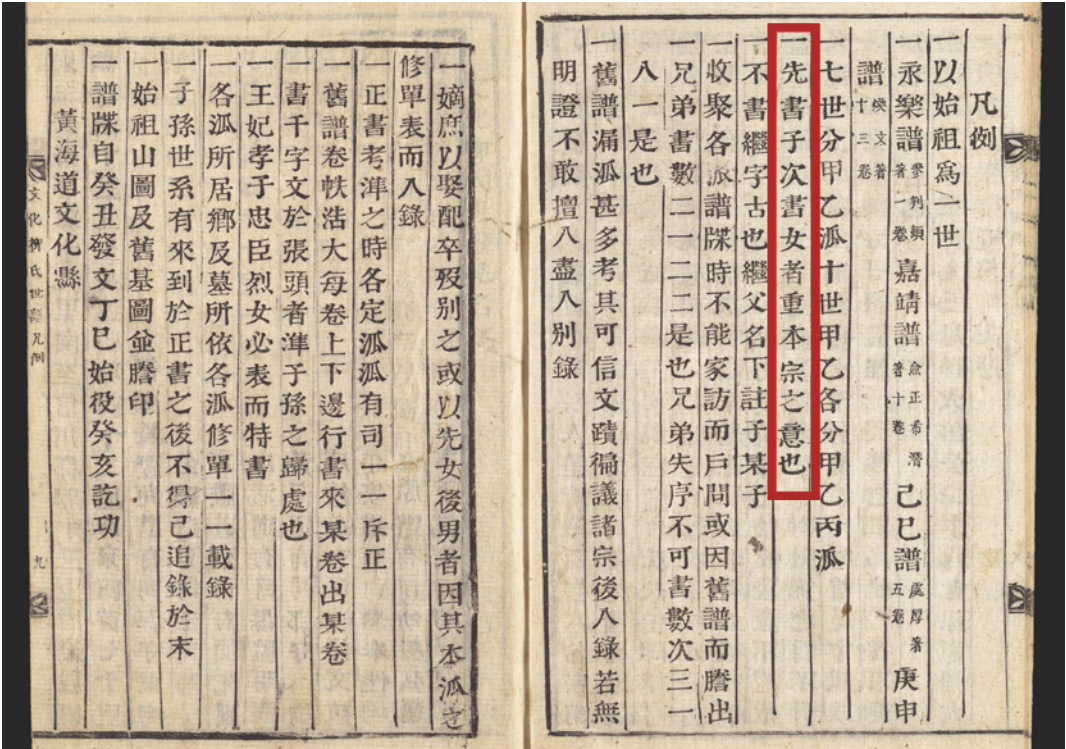 凡例
一以始祖爲一世
一永樂譜 參判頴著一卷 嘉靖譜 僉正希潛著十卷 己巳譜 處厚著五卷 庚申
譜 煥文著十三卷
一七世分甲乙派十世甲乙各分甲乙丙派
一先書子次書女者重本宗之意也
一不書繼字古也繼父名下註子某子
一收聚各派譜牒時不能家訪而戶問或因舊譜而謄出
兄弟書數二一二二是也兄弟失序不可書數次三一
八一是也
一舊譜漏派甚多考其可信文蹟徧議諸宗後入錄若無
明證不敢擅入盡入別錄
一嫡庶以娶配卒歿別之或以先女後男者因其本派之
修單表而入錄
一正書考準之時各定派派有司一一斥正
一舊譜卷帙浩大每卷上下邊行書來某卷出某卷
一書千字文於張頭者準子孫之歸處也
一王妃孝子忠臣烈女必表而特書
一各派所居鄕及墓所依各派修單一一載錄
一子孫世系有來到於正書之後不得已追錄於末
一始祖山圖及舊基圖僉謄印
一譜牒自癸丑發文丁巳始役癸亥訖功
黃海道文化縣
文化柳氏世譜凡例
九